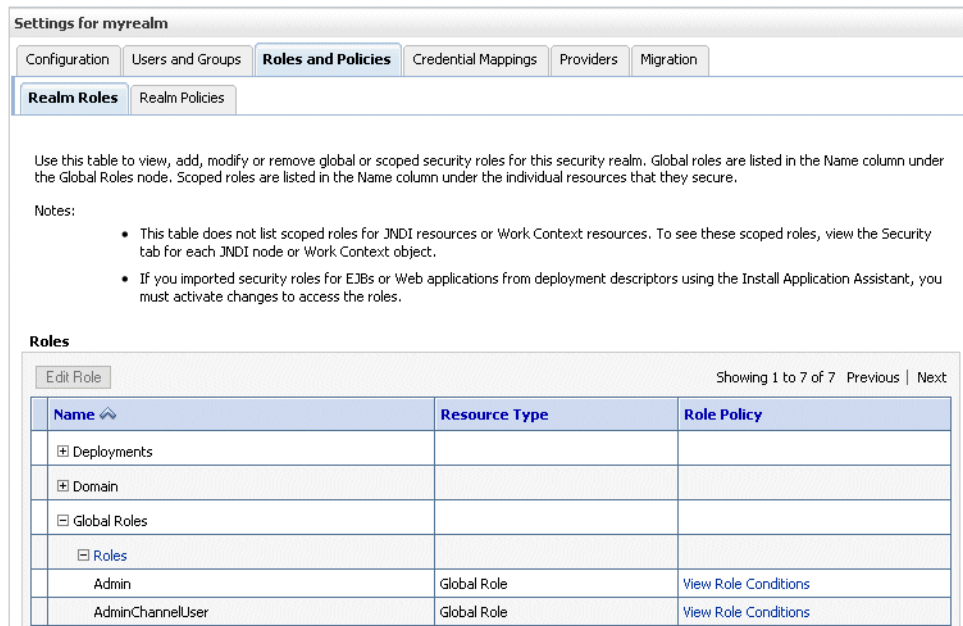 Settings for myrealm
Configuration Users and Groups Roles and Policies Credential Mappings Providers Migration
Realm Roles Realm Policies
Use this table to view, add, modify or remove global or scoped security roles for this security realm. Global roles are listed in the Name column under
the Global Roles node. Scoped roles are listed in the Name column under the individual resources that they secure.
Notes:
• This table does not list scoped roles for JNDI resources or Work Context resources. To see these scoped roles, view the Security
tab for each JNDI node or Work Context object.
• If you imported security roles for EJBs or Web applications from deployment descriptors using the Install Application Assistant, you
must activate changes to access the roles.
Roles
Edit Role Showing 1 to 7 of 7 Previous | Next
Name Resource Type Role Policy
Deployments
Domain
Global Roles
Roles
Admin Global Role View Role Conditions
AdminChannelUser Global Role View Role Conditions